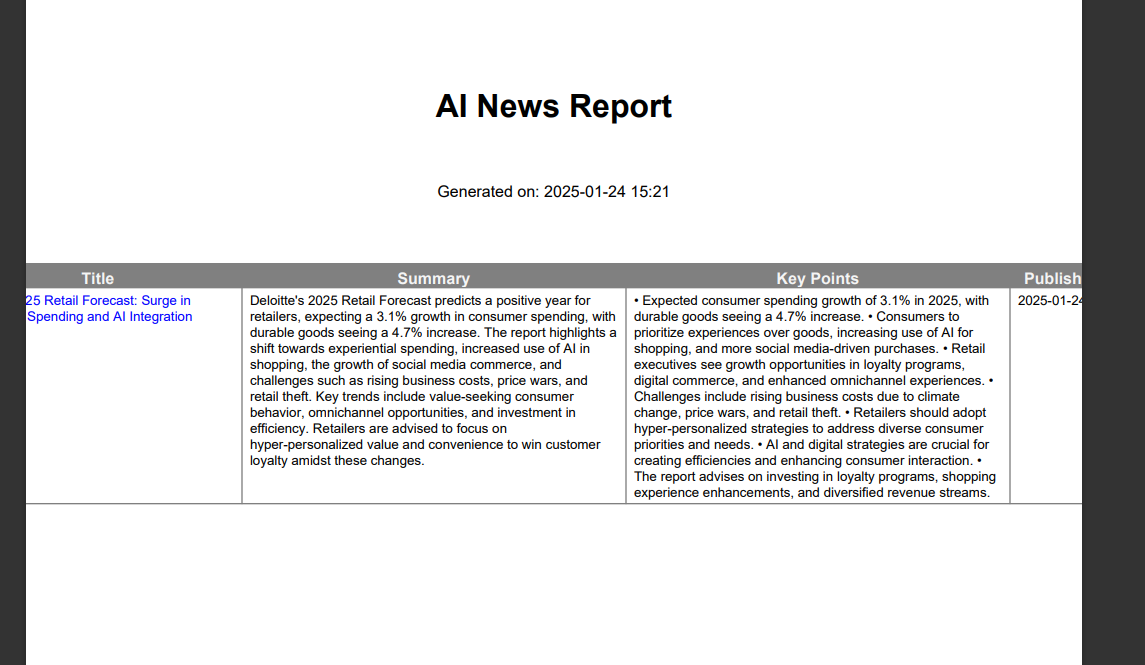 AI News Report
Generated on: 2025-01-24 15:21
Title Summary Key Points Publish
25 Retail Forecast: Surge in
Spending and AI Integration
Deloitte's 2025 Retail Forecast predicts a positive year for
retailers, expecting a 3.1% growth in consumer spending, with
durable goods seeing a 4.7% increase. The report highlights a
shift towards experiential spending, increased use of AI in
shopping, the growth of social media commerce, and
challenges such as rising business costs, price wars, and
retail theft. Key trends include value-seeking consumer
behavior, omnichannel opportunities, and investment in
efficiency. Retailers are advised to focus on
hyper-personalized value and convenience to win customer
loyalty amidst these changes.
• Expected consumer spending growth of 3.1% in 2025, with
durable goods seeing a 4.7% increase. • Consumers to
prioritize experiences over goods, increasing use of AI for
shopping, and more social media-driven purchases. • Retail
executives see growth opportunities in loyalty programs,
digital commerce, and enhanced omnichannel experiences. •
Challenges include rising business costs due to climate
change, price wars, and retail theft. • Retailers should adopt
hyper-personalized strategies to address diverse consumer
priorities and needs. • AI and digital strategies are crucial for
creating efficiencies and enhancing consumer interaction. •
The report advises on investing in loyalty programs, shopping
experience enhancements, and diversified revenue streams.
2025-01-24